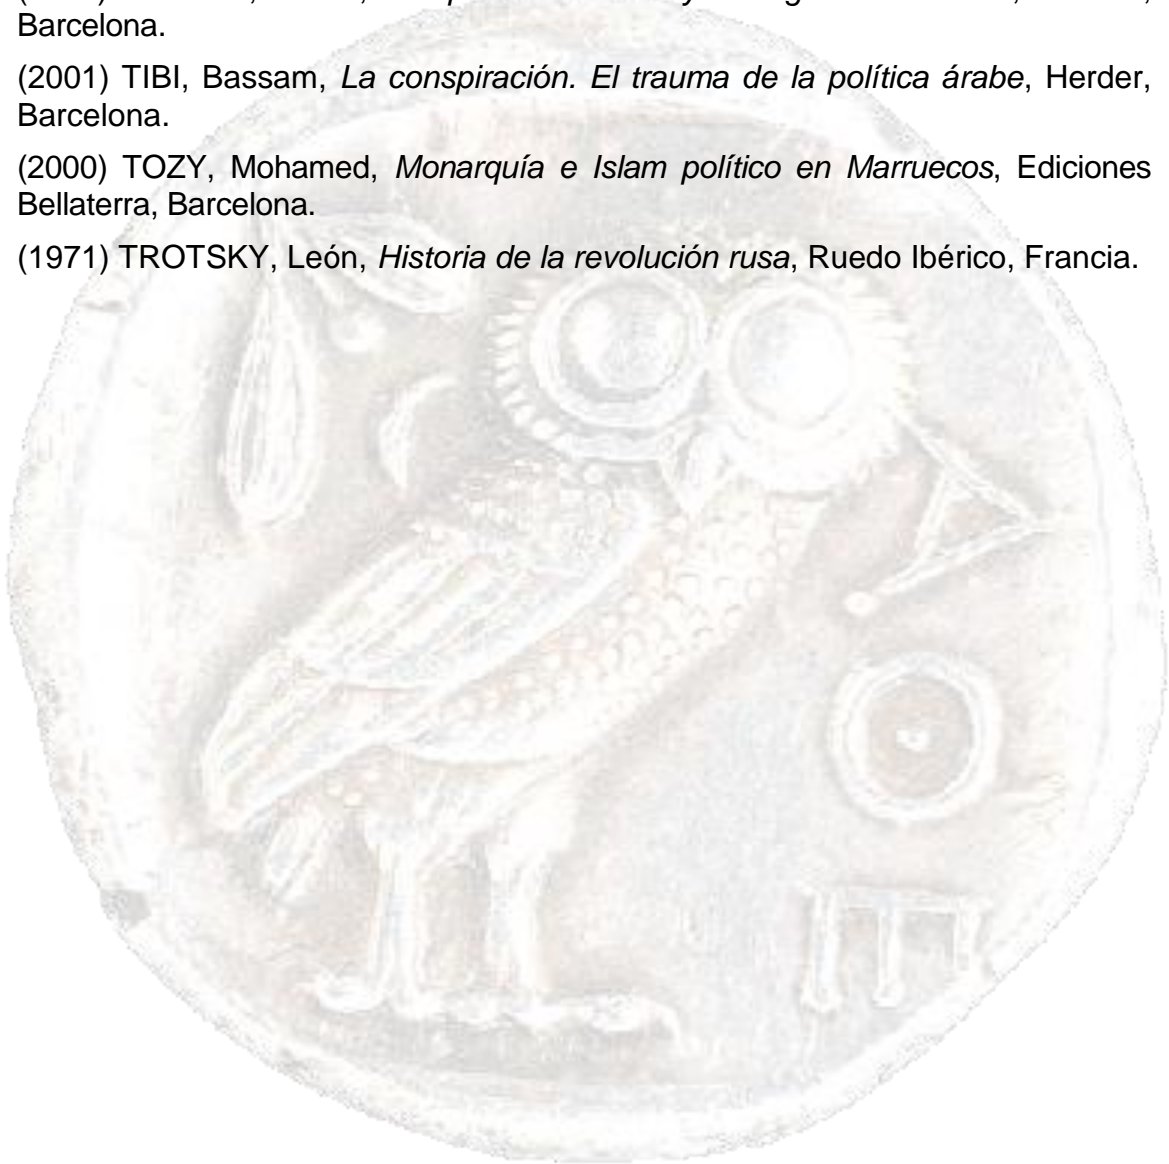 Barcelona.
(2001) TIBI, Bassam, La conspiración. El trauma de la política árabe, Herder,
Barcelona.
(2000) TOZY, Mohamed, Monarquía e Islam político en Marruecos, Ediciones
Bellaterra, Barcelona.
(1971) TROTSKY, León, Historia de la revolución rusa, Ruedo Ibérico, Francia.
ΑΘΕ